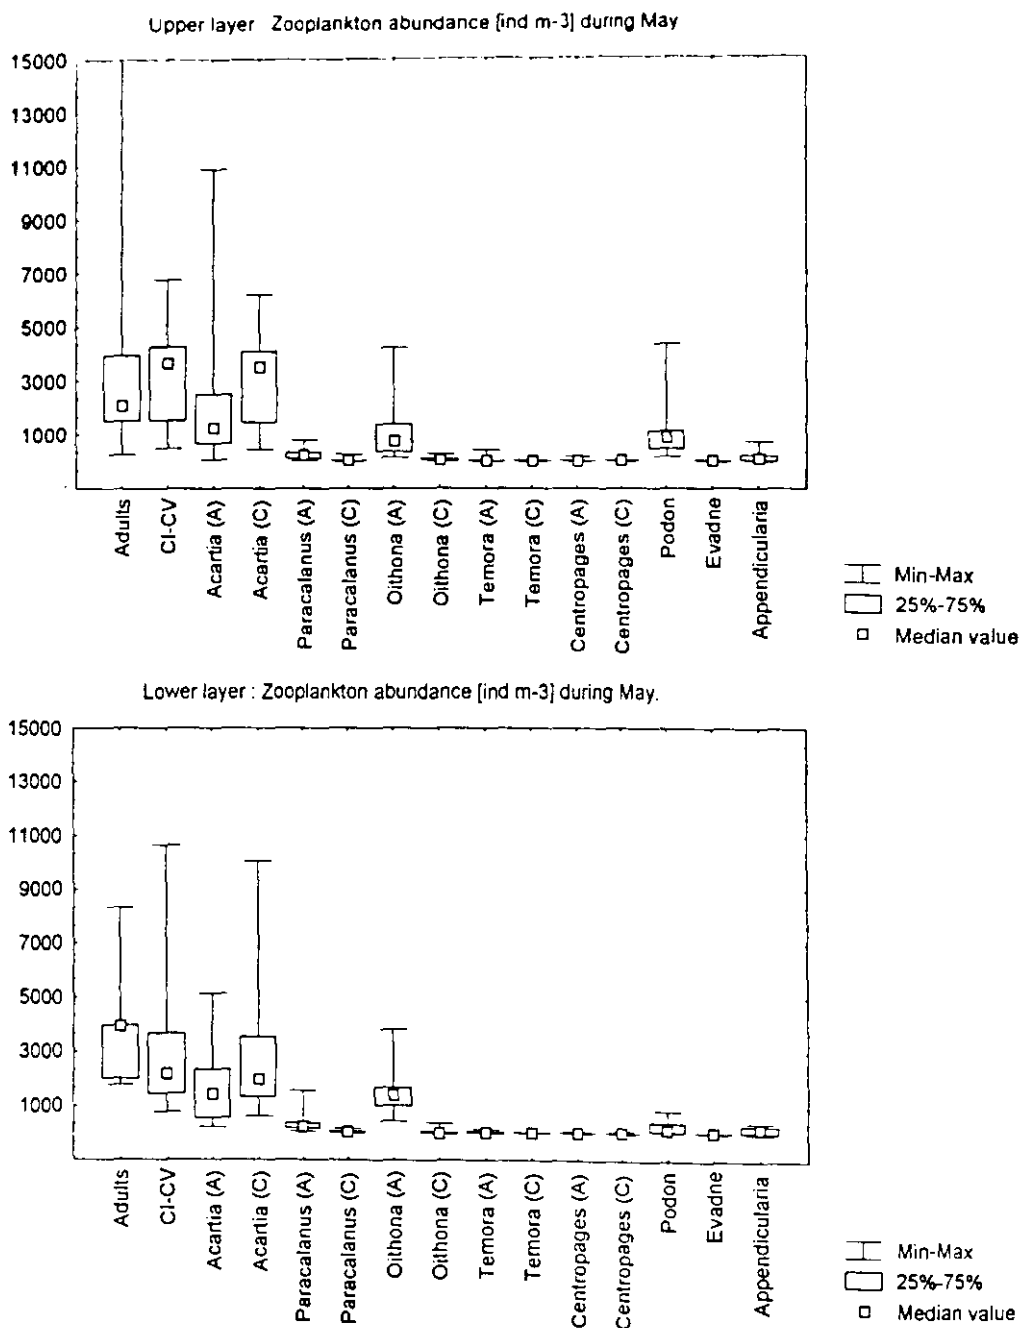 Upper layer Zooplankton abundance [ind m-3] during May
15000
13000
11000
9000
7000
5000
3000
1000
Adults
CI-CV
Acartia (A)
Acartia (C)
Paracalanus (A)
Paracalanus (C)
Oithona (A)
Oithona (C)
Temora (A)
Temora (C)
Centropages (A)
Centropages (C)
Podon
Evadne
Appendicularia
Min-Max
25%-75%
Median value
Lower layer : Zooplankton abundance [ind m-3] during May.
15000
13000
11000
9000
7000
5000
3000
1000
Adults
CI-CV
Acartia (A)
Acartia (C)
Paracalanus (A)
Paracalanus (C)
Oithona (A)
Oithona (C)
Temora (A)
Temora (C)
Centropages (A)
Centropages (C)
Podon
Evadne
Appendicularia
Min-Max
25%-75%
Median value